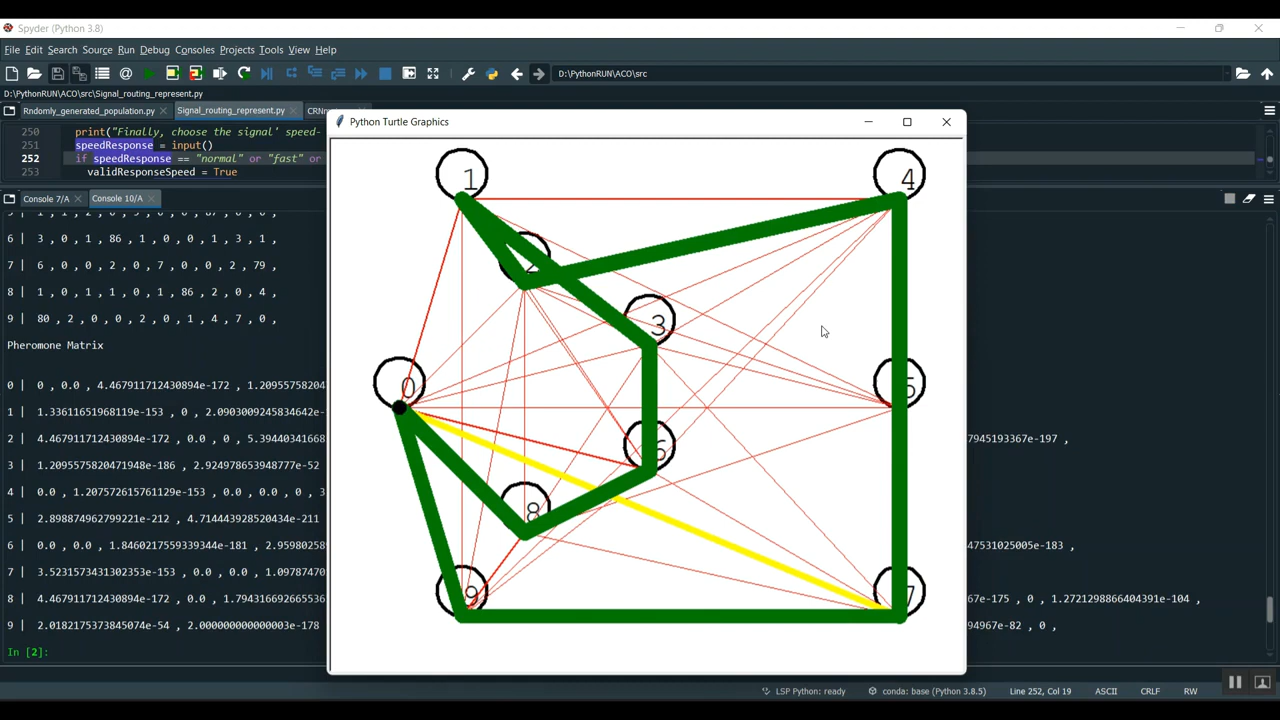 Spyder (Python 3.8)
File Edit Search Source Run Debug Consoles Projects Tools View Help
D:\PythonRUN\ACO\src
D:\PythonRUN\ACO\src\Signal_routing_represent.py
Rndomly_generated_population.py Signal_routing_represent.py
250 print("Finally, choose the signal' speed-
251 speedResponse = input()
252 if speedResponse == "normal" or "fast" or
253 validResponseSpeed = True
Console 7/A Console 10/A
6 | 3 , 0 , 1 , 86 , 1 , 0 , 0 , 1 , 3 , 1 ,
7 | 6 , 0 , 0 , 2 , 0 , 7 , 0 , 0 , 2 , 79 ,
8 | 1 , 0 , 1 , 1 , 0 , 1 , 86 , 2 , 0 , 4 ,
9 | 80 , 2 , 0 , 0 , 2 , 0 , 1 , 4 , 7 , 0 ,
Pheromone Matrix
0 | 0 , 0.0 , 4.467911712430894e-172 , 1.20955758204
1 | 1.33611651968119e-153 , 0 , 2.0903009245834642e-
2 | 4.467911712430894e-172 , 0.0 , 0 , 5.39440341668
7945193367e-197 ,
3 | 1.2095575820471948e-186 , 2.924978653948777e-52
4 | 0.0 , 1.207572615761129e-153 , 0.0 , 0.0 , 0 , 3
5 | 2.898874962799221e-212 , 4.714443928520434e-211
6 | 0.0 , 0.0 , 1.8460217559339344e-181 , 2.95980258
47531025005e-183 ,
7 | 3.5231573431302353e-153 , 0.0 , 0.0 , 1.09787470
8 | 4.467911712430894e-172 , 0.0 , 1.794316692665536
67e-175 , 0 , 1.2721298866404391e-104 ,
9 | 2.0182175373845074e-54 , 2.000000000000003e-178
94967e-82 , 0 ,
In [2]:
Python Turtle Graphics
1
4
3
0
5
6
8
9
7
LSP Python: ready conda: base (Python 3.8.5) Line 252, Col 19 ASCII CRLF RW